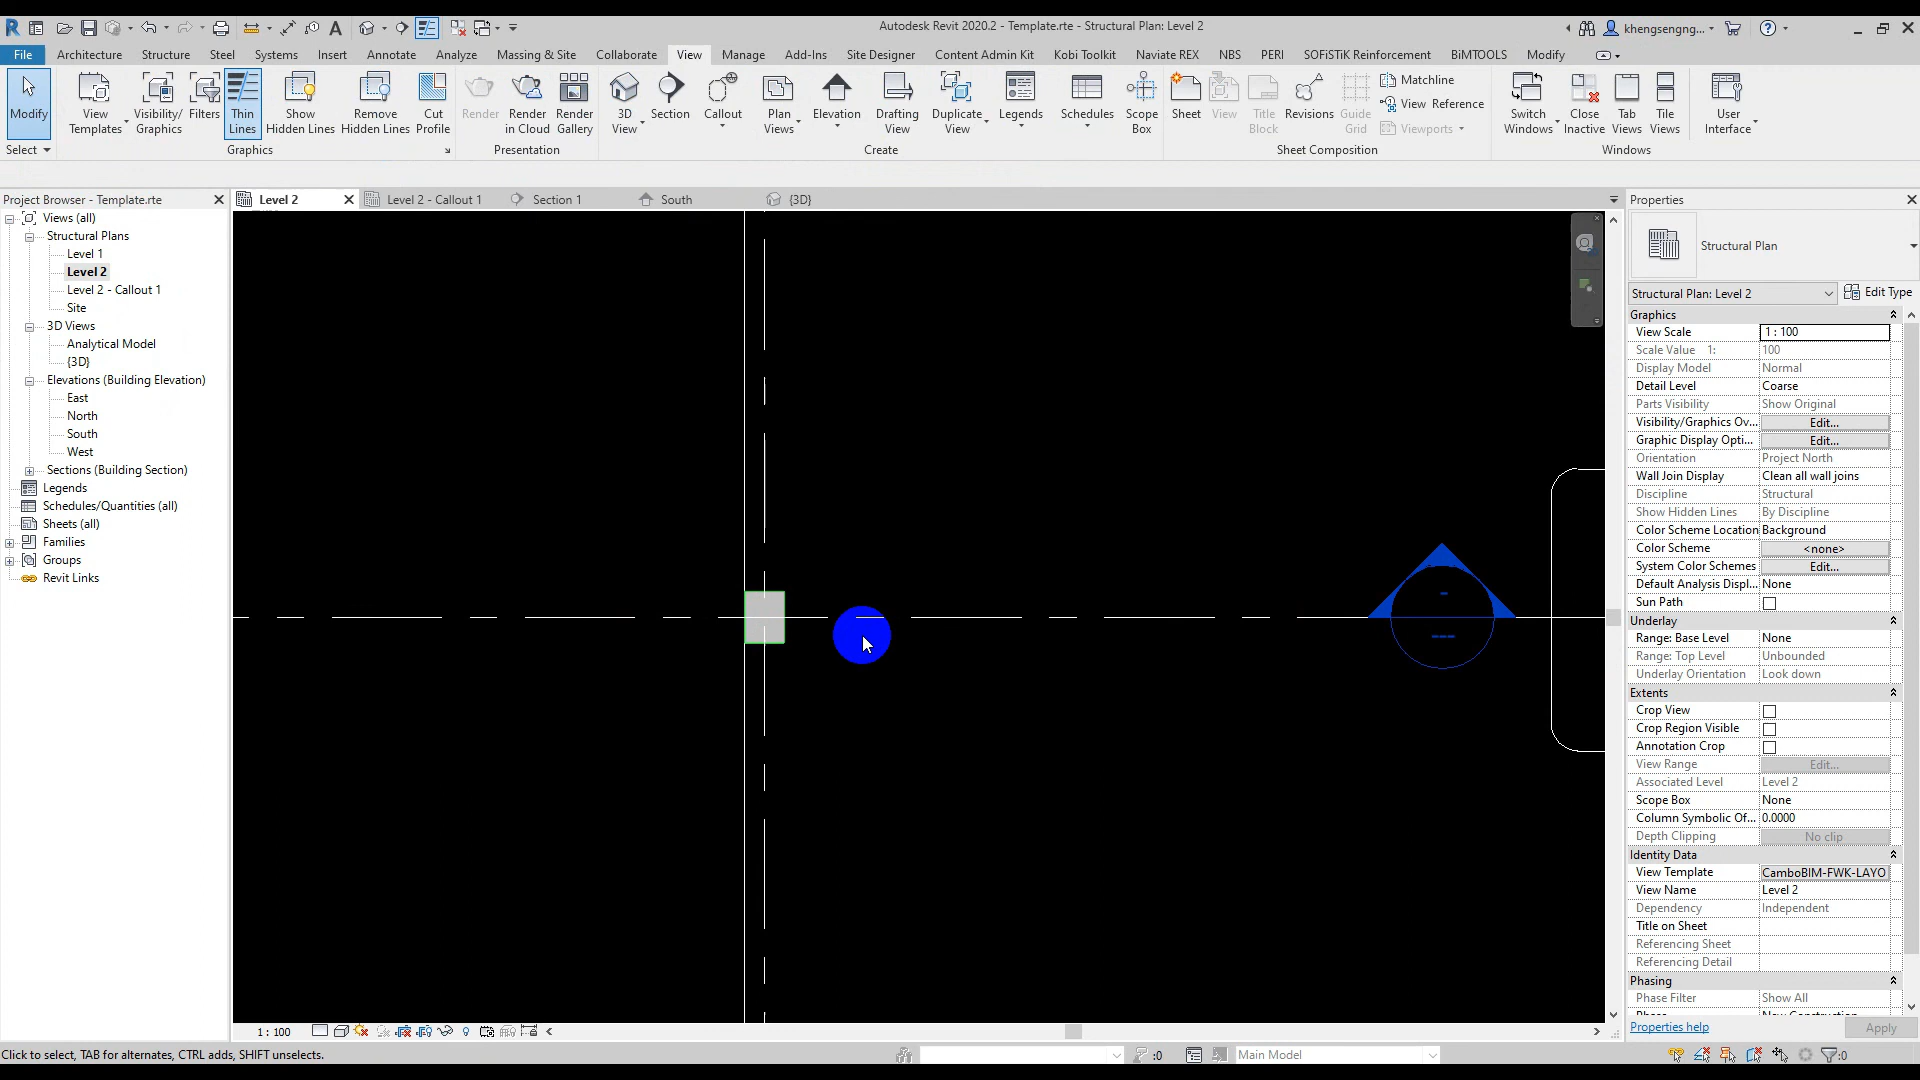 Autodesk Revit 2020.2 - Template.rte - Structural Plan: Level 2
khengsengng...
File Architecture Structure Steel Systems Insert Annotate Analyze Massing & Site Collaborate View Manage Add-Ins Site Designer Content Admin Kit Kobi Toolkit Naviate REX NBS PERI SOFiSTiK Reinforcement BiMTOOLS Modify
Modify
View Templates
Visibility/ Graphics
Filters
Thin Lines
Show Hidden Lines
Remove Hidden Lines
Cut Profile
Render
Render in Cloud
Render Gallery
3D View
Section
Callout
Plan Views
Elevation
Drafting View
Duplicate View
Legends
Schedules
Scope Box
Sheet
View
Title Block
Revisions
Guide Grid
Matchline
View Reference
Viewports
Switch Windows
Close Inactive
Tab Views
Tile Views
User Interface
Select Graphics Presentation Create Sheet Composition Windows
Project Browser - Template.rte
Views (all)
Structural Plans
Level 1
Level 2
Level 2 - Callout 1
Site
3D Views
Analytical Model
{3D}
Elevations (Building Elevation)
East
North
South
West
Sections (Building Section)
Legends
Schedules/Quantities (all)
Sheets (all)
Families
Groups
Revit Links
Level 2 Level 2 - Callout 1 Section 1 South {3D}
-
---
Properties
Structural Plan
Structural Plan: Level 2 Edit Type
Graphics
View Scale 1 : 100
Scale Value 1: 100
Display Model Normal
Detail Level Coarse
Parts Visibility Show Original
Visibility/Graphics Ov... Edit...
Graphic Display Opti... Edit...
Orientation Project North
Wall Join Display Clean all wall joins
Discipline Structural
Show Hidden Lines By Discipline
Color Scheme Location Background
Color Scheme <none>
System Color Schemes Edit...
Default Analysis Displ... None
Sun Path
Underlay
Range: Base Level None
Range: Top Level Unbounded
Underlay Orientation Look down
Extents
Crop View
Crop Region Visible
Annotation Crop
View Range Edit...
Associated Level Level 2
Scope Box None
Column Symbolic Of... 0.0000
Depth Clipping No clip
Identity Data
View Template CamboBIM-FWK-LAYO
View Name Level 2
Dependency Independent
Title on Sheet
Referencing Sheet
Referencing Detail
Phasing
Phase Filter Show All
Properties help Apply
1 : 100
Click to select, TAB for alternates, CTRL adds, SHIFT unselects.
:0
Main Model
:0